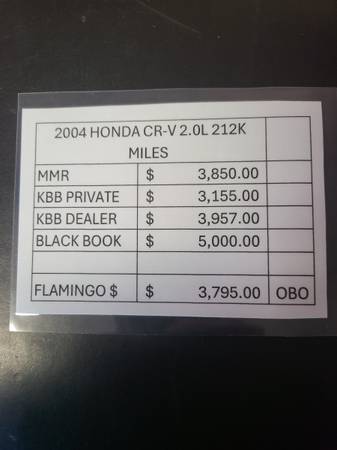 2004 HONDA CR-V 2.0L 212K
MILES
MMR $ 3,850.00
KBB PRIVATE $ 3,155.00
KBB DEALER $ 3,957.00
BLACK BOOK $ 5,000.00
FLAMINGO $ $ 3,795.00 OBO